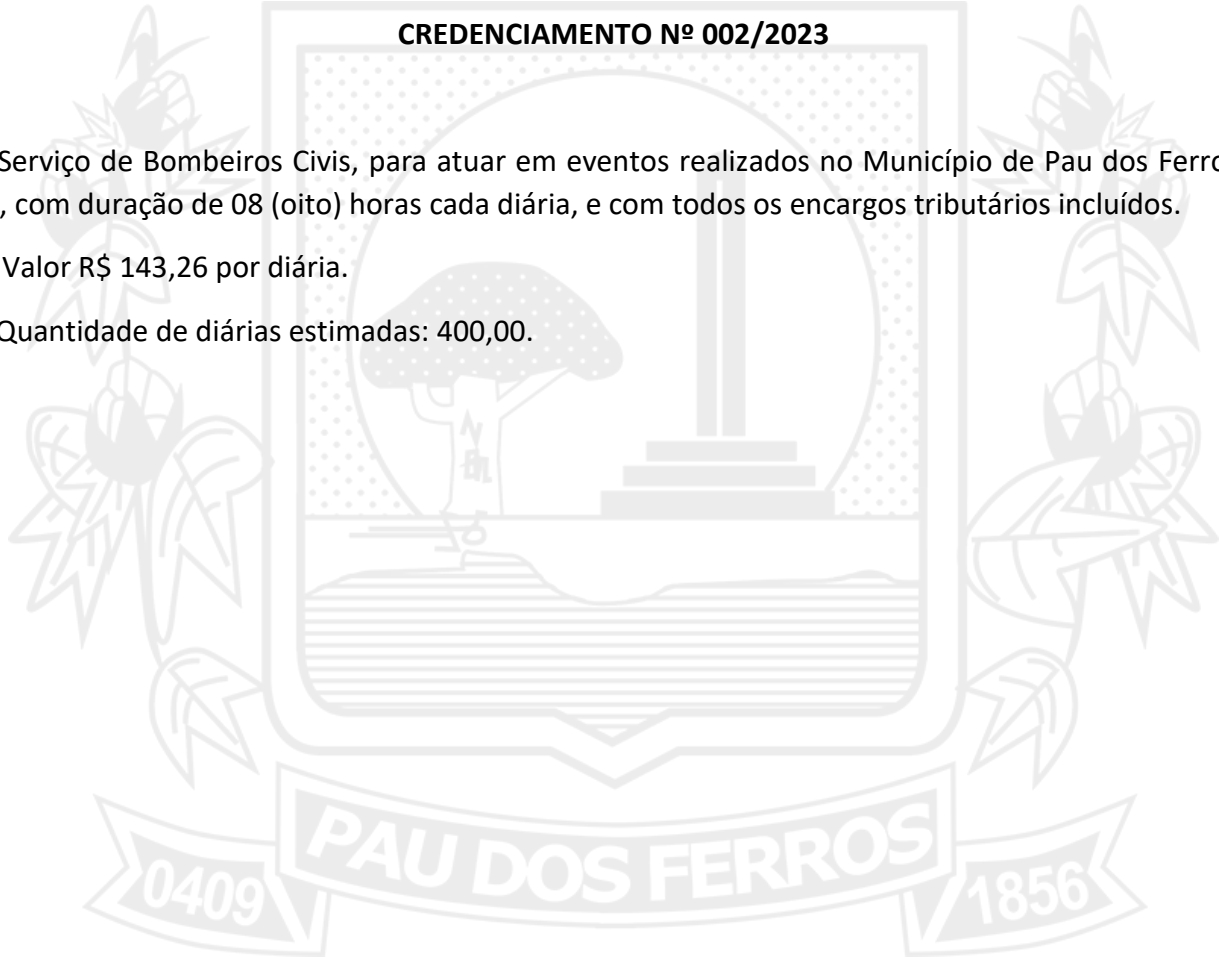 CREDENCIAMENTO Nº 002/2023
Serviço de Bombeiros Civis, para atuar em eventos realizados no Município de Pau dos Ferro
, com duração de 08 (oito) horas cada diária, e com todos os encargos tributários incluídos.
Valor R$ 143,26 por diária.
Quantidade de diárias estimadas: 400,00.
PAU DOS FERROS
0409
1856